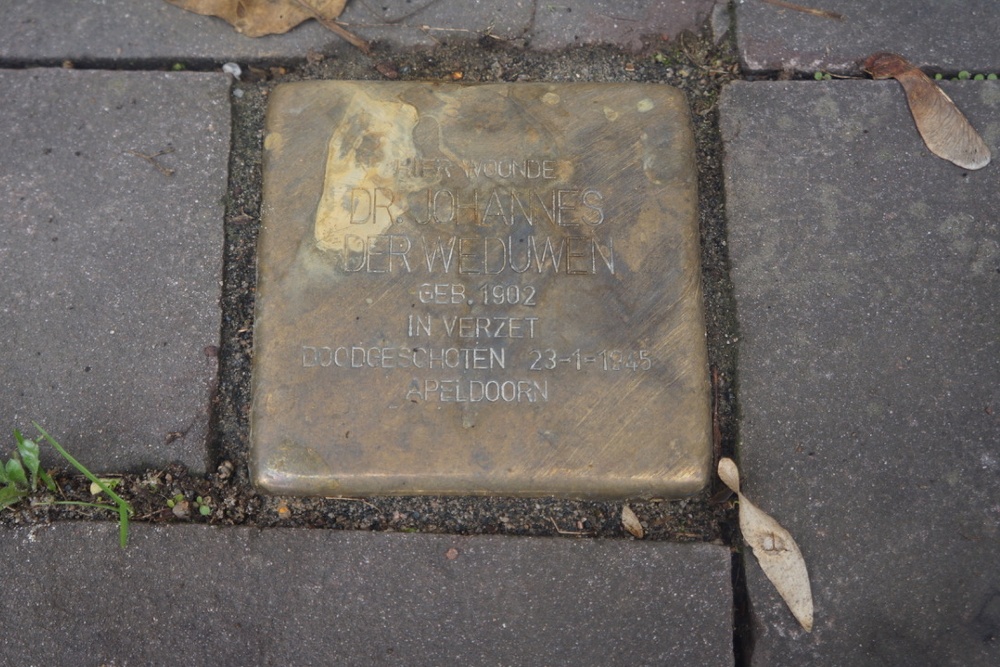 HIER WOONDE
DR. JOHANNES
DER WEDUWEN
GEB. 1902
IN VERZET
DOODGESCHOTEN 23-1-1945
APELDOORN